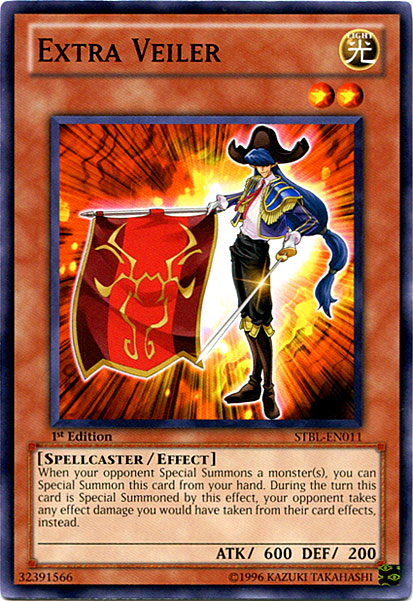 EXTRA VEILER
LIGHT
光
1st Edition
STBL-EN011
[SPELLCASTER / EFFECT]
When your opponent Special Summons a monster(s), you can
Special Summon this card from your hand. During the turn this
card is Special Summoned by this effect, your opponent takes
any effect damage you would have taken from their card effects,
instead.
ATK/ 600 DEF/ 200
32391566
©1996 KAZUKI TAKAHASHI